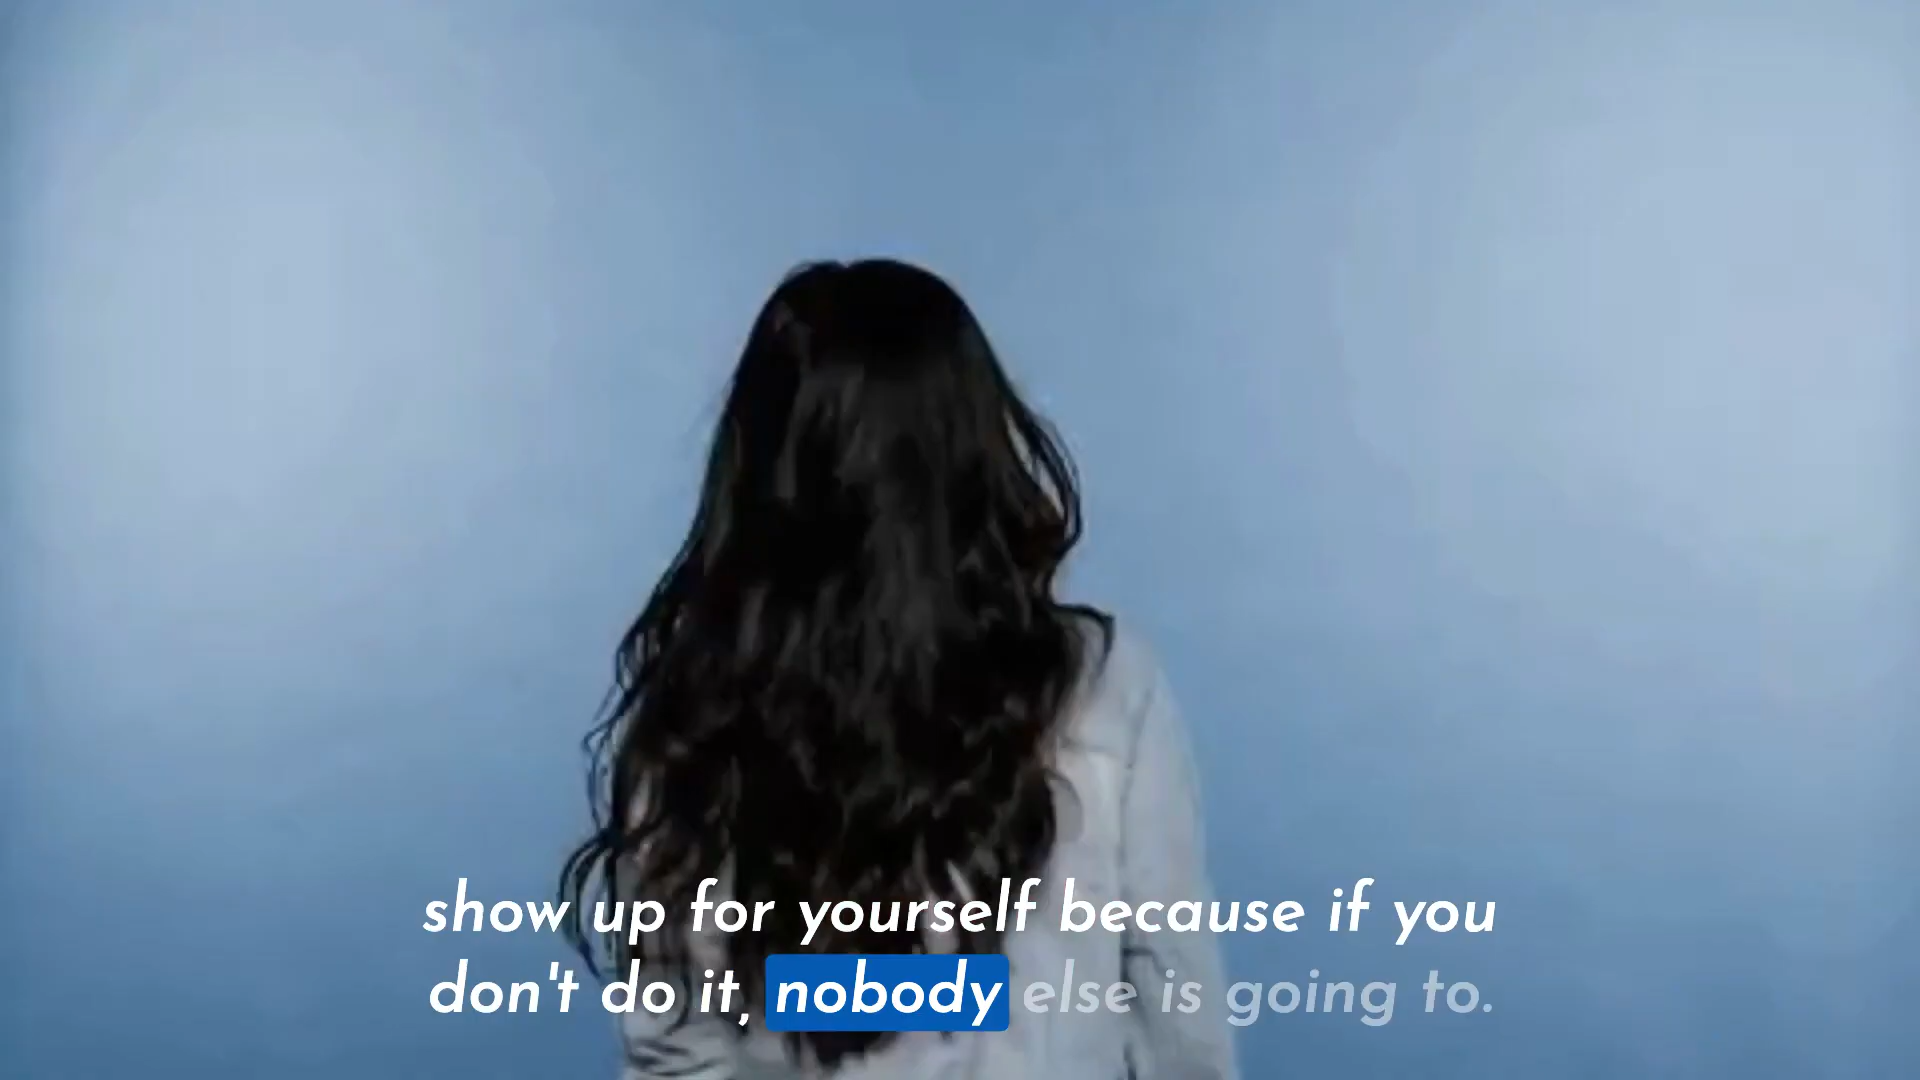 show up for yourself because if you
don't do it, nobody else is going to.